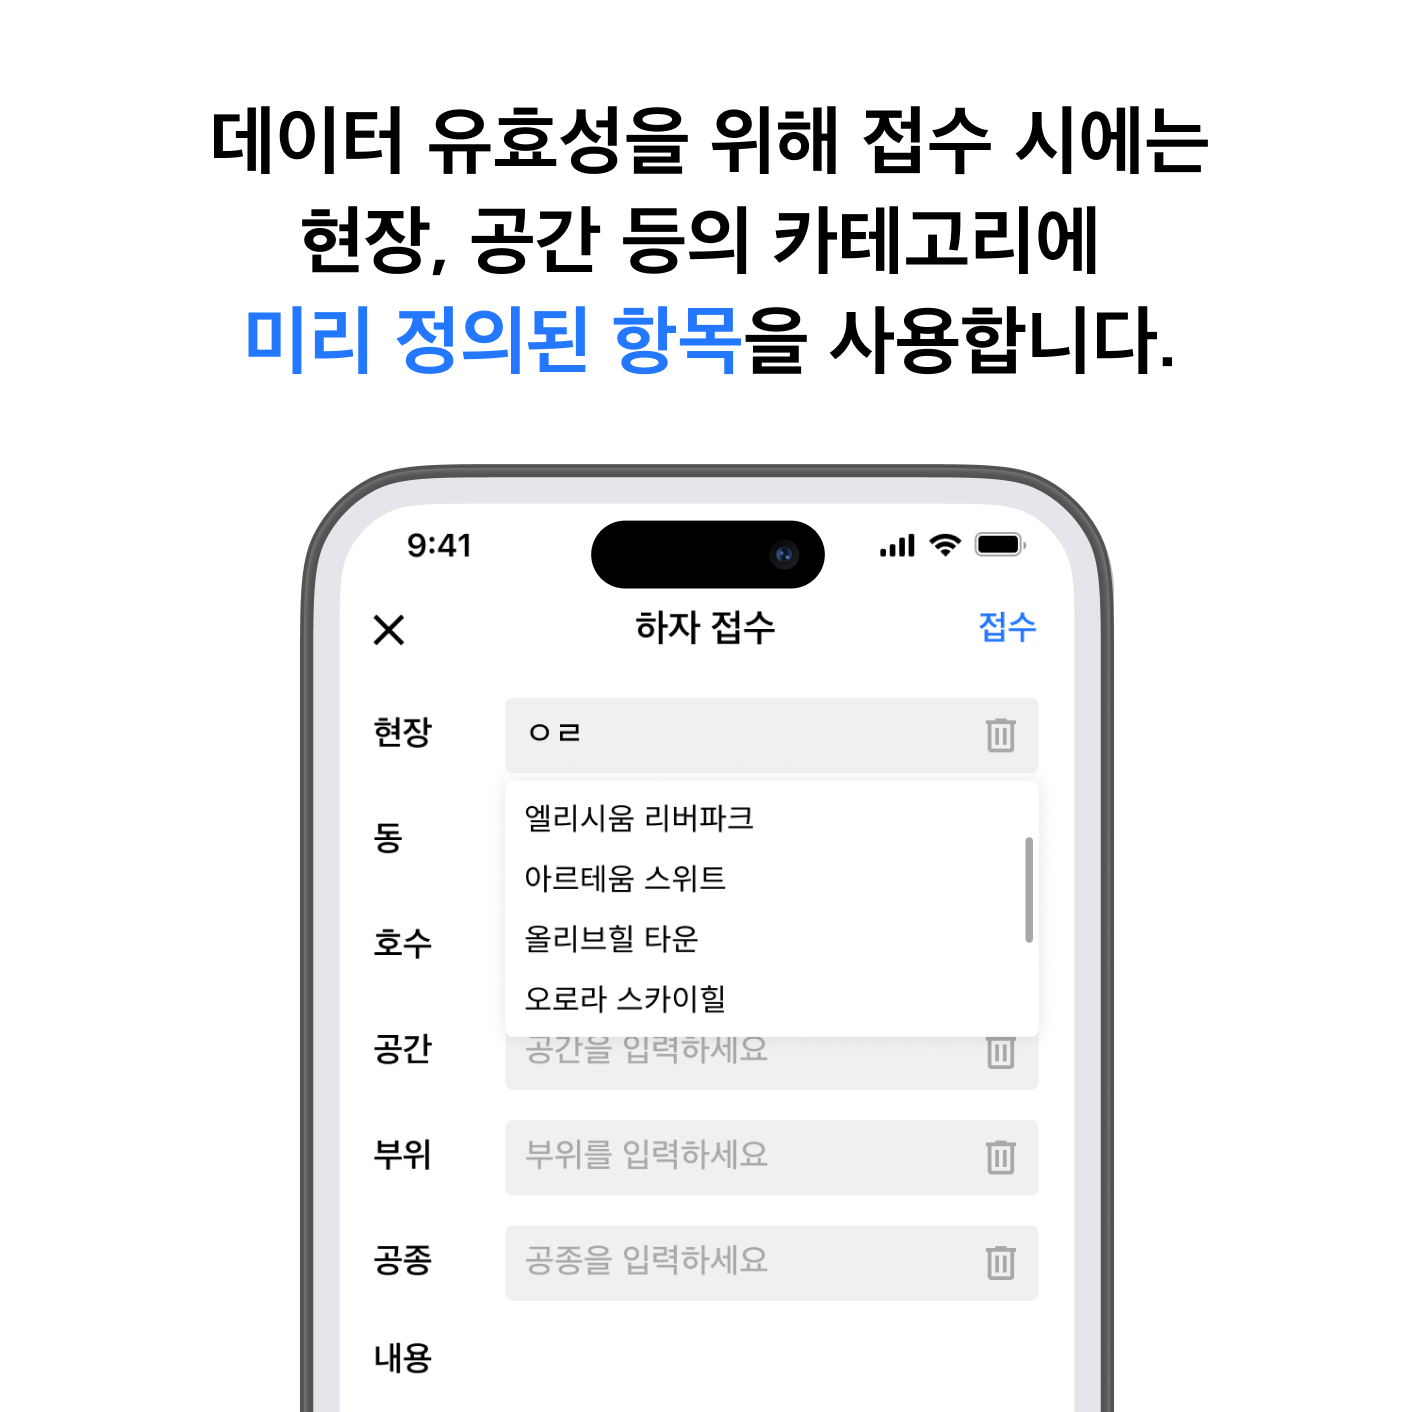 데이터 유효성을 위해 접수 시에는
현장, 공간 등의 카테고리에
미리 정의된 항목을 사용합니다.
9:41
하자 접수
접수
현장
ㅇㄹ
엘리시움 리버파크
동
아르테움 스위트
호수
올리브힐 타운
오로라 스카이힐
공간
공간을 입력하세요
부위
부위를 입력하세요
공종
공종을 입력하세요
내용